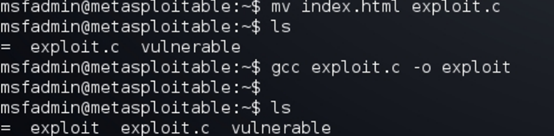 msfadmin@metasploitable:~$ mv index.html exploit.c
msfadmin@metasploitable:~$ ls
=  exploit.c  vulnerable
msfadmin@metasploitable:~$ gcc exploit.c -o exploit
msfadmin@metasploitable:~$
msfadmin@metasploitable:~$ ls
=  exploit  exploit.c  vulnerable